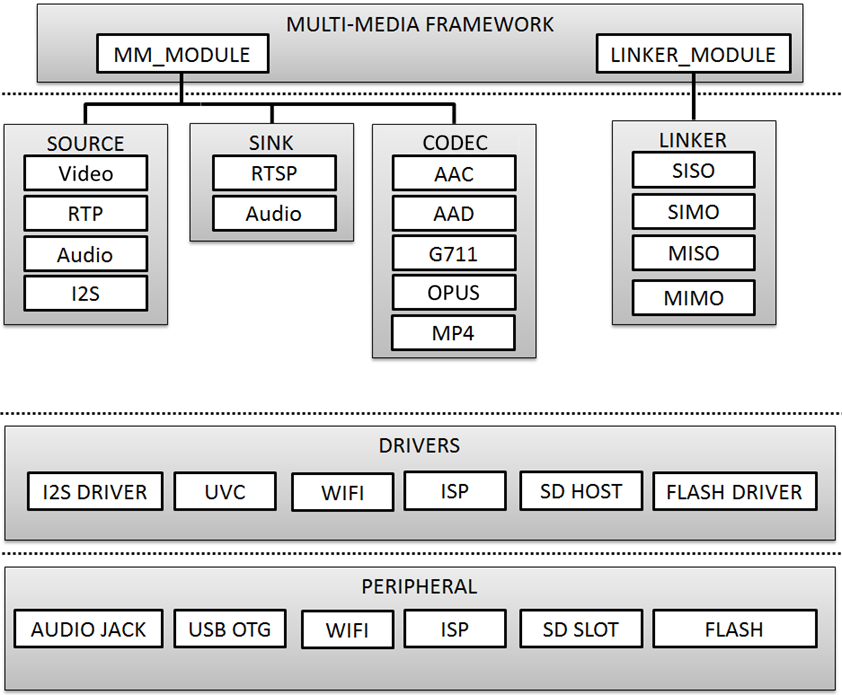 MULTI-MEDIA FRAMEWORK
MM_MODULE
LINKER_MODULE
SOURCE
Video
RTP
Audio
I2S
SINK
RTSP
Audio
CODEC
AAC
AAD
G711
OPUS
MP4
LINKER
SISO
SIMO
MISO
MIMO
DRIVERS
I2S DRIVER
UVC
WIFI
ISP
SD HOST
FLASH DRIVER
PERIPHERAL
AUDIO JACK
USB OTG
WIFI
ISP
SD SLOT
FLASH